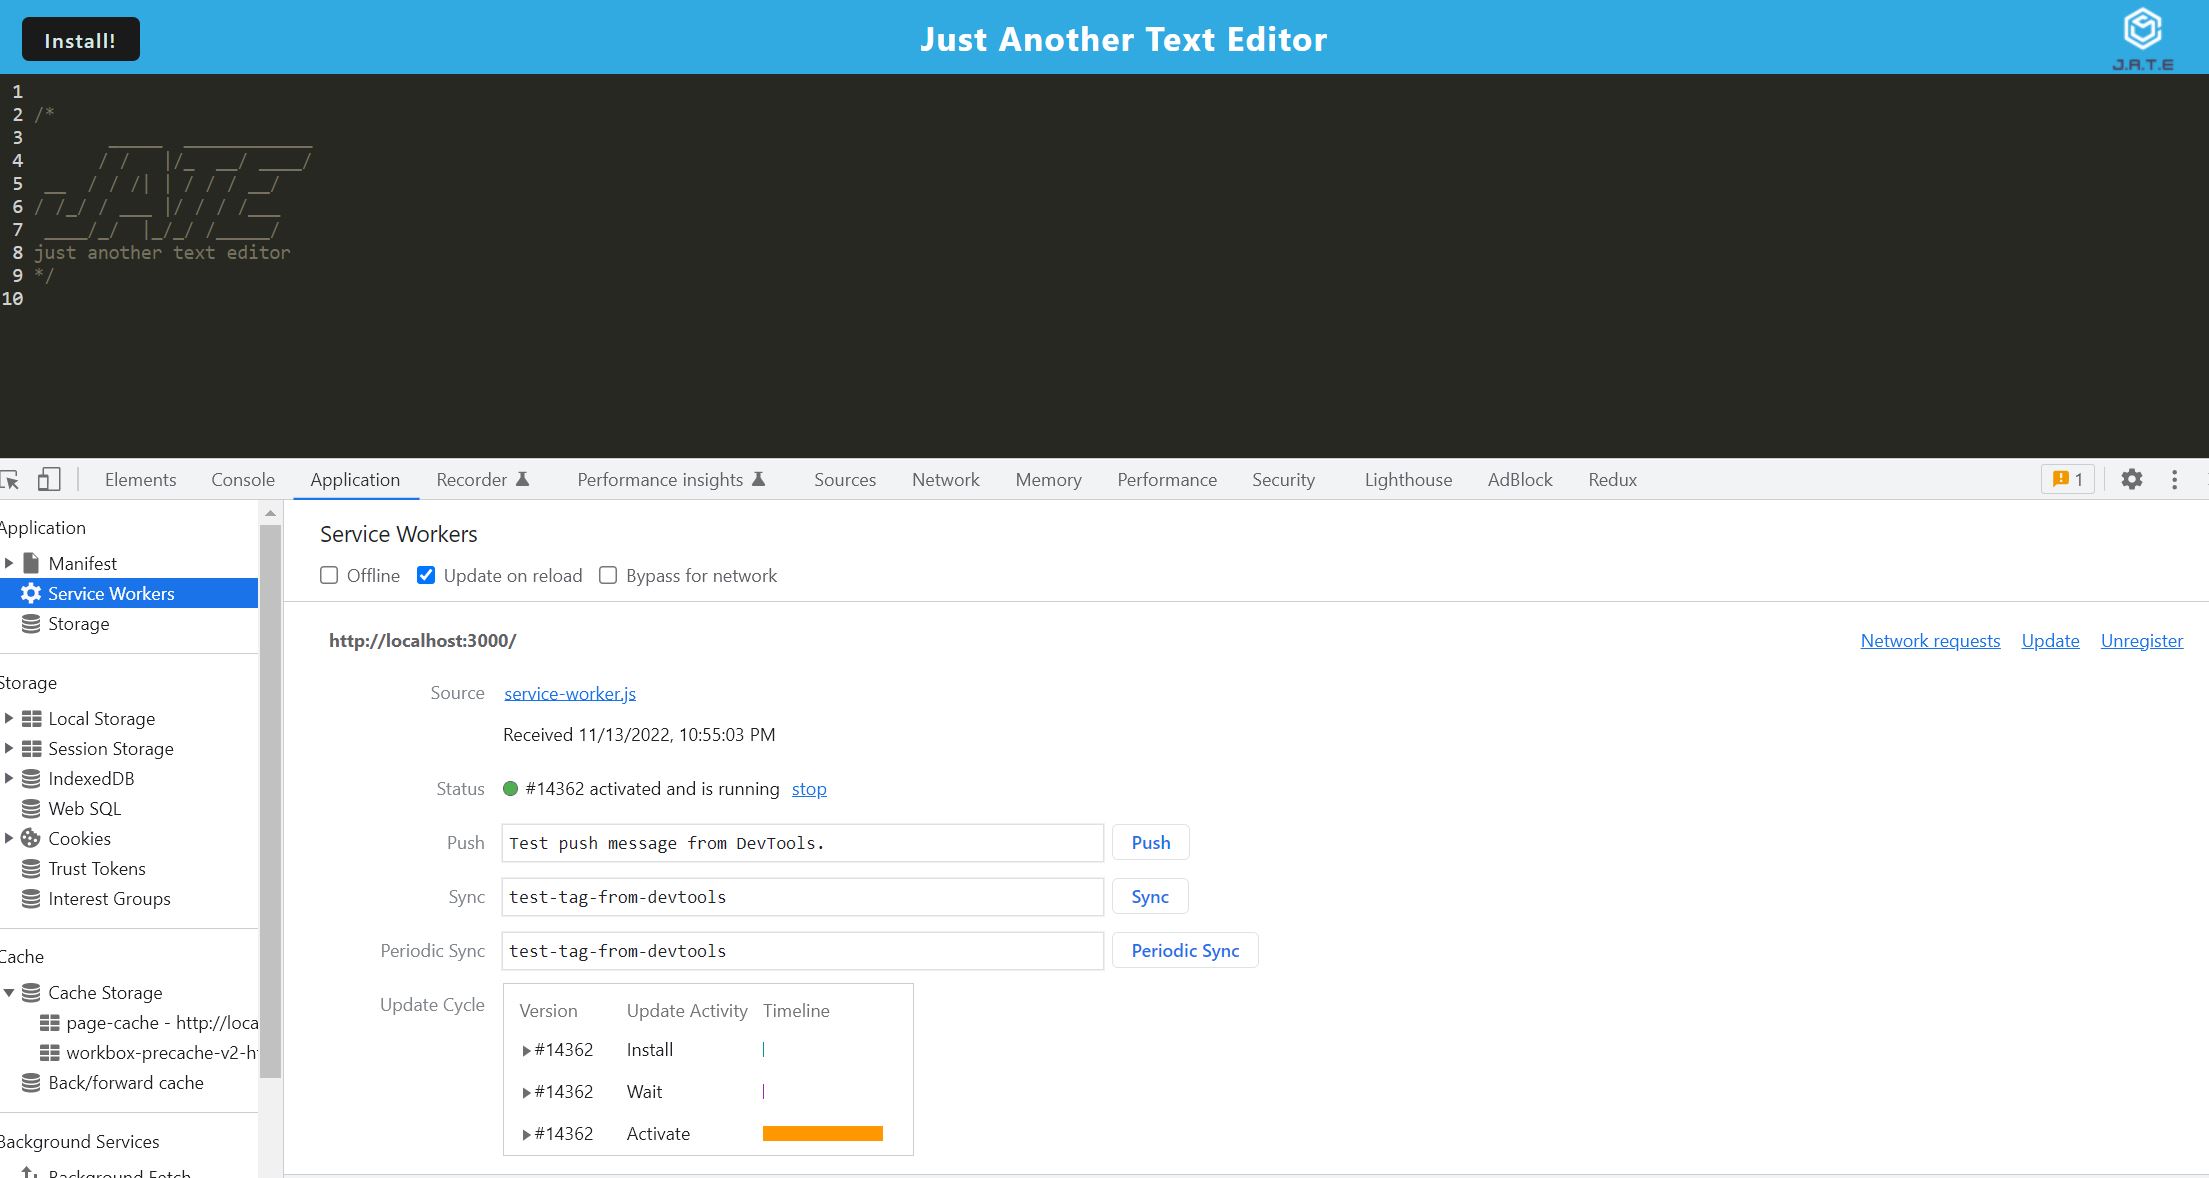 Install!
Just Another Text Editor
J.A.T.E
1
2 /*
3         _____  ____________
4       / /   |/_  __/ ____/
5  __  / / /| | / / / __/
6 / /_/ / ___ |/ / / /___
7  ____/_/  |_/_/ /_____/
8 just another text editor
9 */
10
Elements Console Application Recorder Performance insights Sources Network Memory Performance Security Lighthouse AdBlock Redux 1
Application
Manifest
Service Workers
Storage
Storage
Local Storage
Session Storage
IndexedDB
Web SQL
Cookies
Trust Tokens
Interest Groups
Cache
Cache Storage
page-cache - http://loca
workbox-precache-v2-h
Back/forward cache
Background Services
Background Fetch
Service Workers
Offline Update on reload Bypass for network
http://localhost:3000/ Network requests Update Unregister
Source service-worker.js
Received 11/13/2022, 10:55:03 PM
Status #14362 activated and is running stop
Push Test push message from DevTools. Push
Sync test-tag-from-devtools Sync
Periodic Sync test-tag-from-devtools Periodic Sync
Update Cycle Version Update Activity Timeline
#14362 Install
#14362 Wait
#14362 Activate